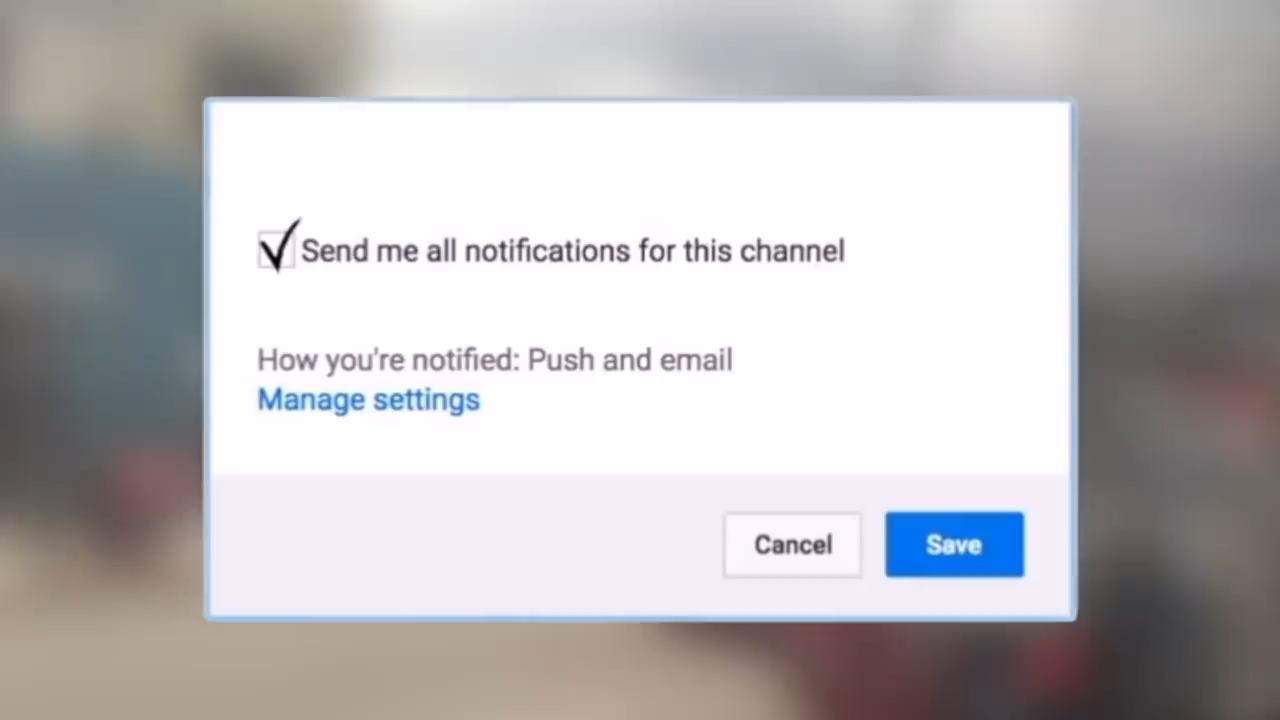 Send me all notifications for this channel
How you're notified: Push and email
Manage settings
Cancel
Save